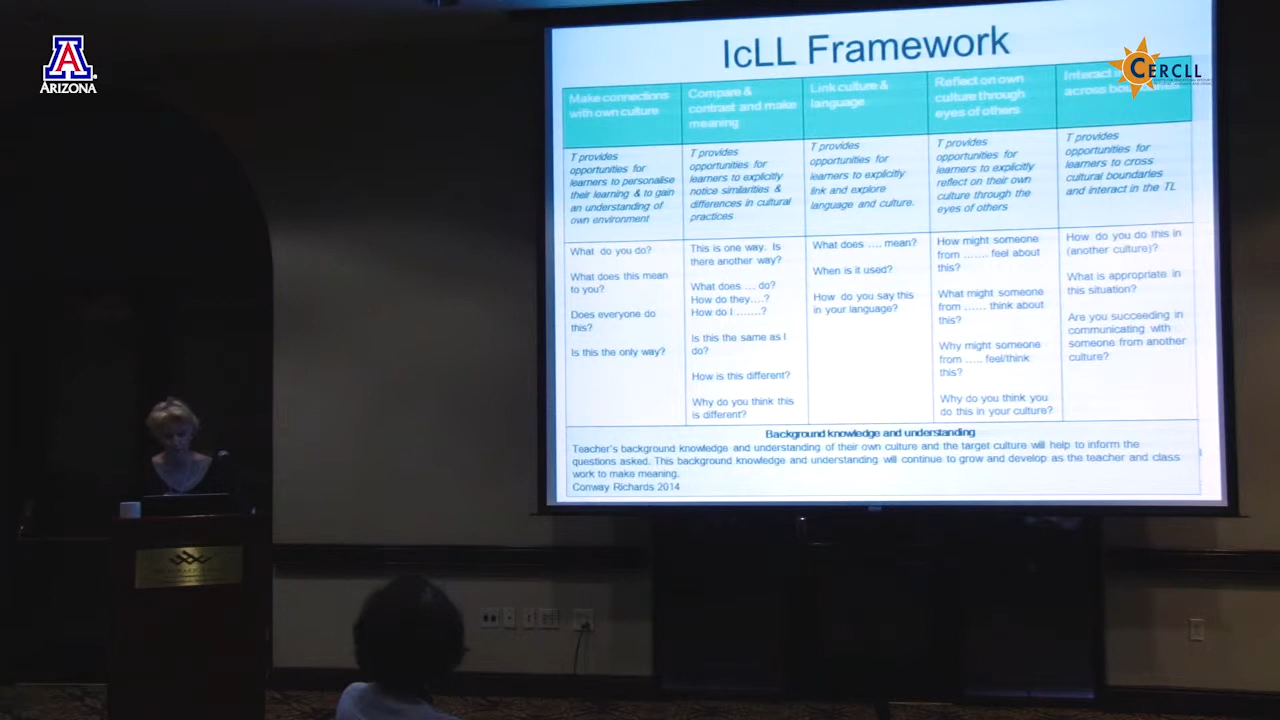 A
ARIZONA
IcLL Framework
CERCLL
Make connections
with own culture
Compare &
contrast and make
meaning
Link culture &
language
Reflect on own
culture through
eyes of others
Interact
across
T provides
opportunities for
learners to personalise
their learning & to gain
an understanding of
own environment
T provides
opportunities for
learners to explicitly
notice similarities &
differences in cultural
practices
T provides
opportunities for
learners to explicitly
link and explore
language and culture.
T provides
opportunities for
learners to explicitly
reflect on their own
culture through the
eyes of others
T provides
opportunities for
learners to cross
cultural boundaries
and interact in the TL
What do you do?
What does this mean
to you?
Does everyone do
this?
Is this the only way?
This is one way. Is
there another way?
What does .... do?
How do they....?
How do I .......?
Is this the same as I
do?
How is this different?
Why do you think this
is different?
What does .... mean?
When is it used?
How do you say this
in your language?
How might someone
from ....... feel about
this?
What might someone
from ...... think about
this?
Why might someone
from ..... feel/think
this?
Why do you think you
do this in your culture?
How do you do this in
(another culture)?
What is appropriate in
this situation?
Are you succeeding in
communicating with
someone from another
culture?
Background knowledge and understanding
Teacher's background knowledge and understanding of their own culture and the target culture will help to inform the
questions asked. This background knowledge and understanding will continue to grow and develop as the teacher and class
work to make meaning.
Conway Richards 2014